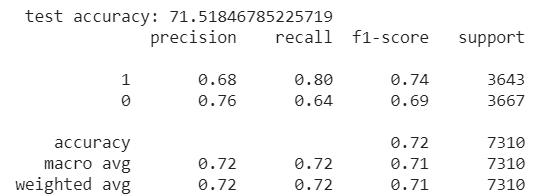 test accuracy: 71.51846785225719
precision recall f1-score support
1 0.68 0.80 0.74 3643
0 0.76 0.64 0.69 3667
accuracy 0.72 7310
macro avg 0.72 0.72 0.71 7310
weighted avg 0.72 0.72 0.71 7310